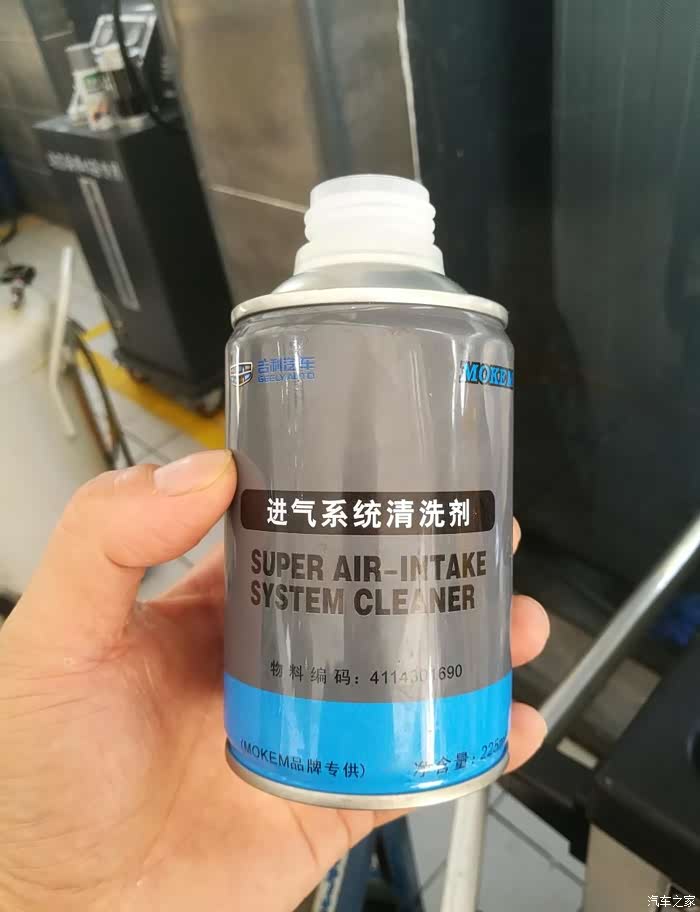 吉利汽车
GEELY AUTO
MOKEM
进气系统清洗剂
SUPER AIR-INTAKE
SYSTEM CLEANER
物料编码：4114301690
(MOKEM品牌专供)
净含量：225m
汽车之家